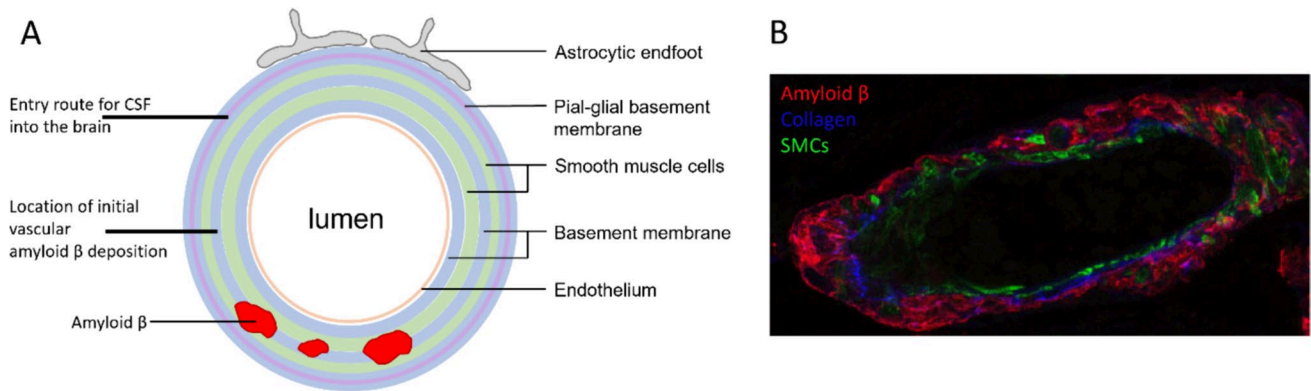 A
Entry route for CSF
into the brain
Location of initial
vascular
amyloid β deposition
Amyloid β
lumen
Astrocytic endfoot
Pial-glial basement
membrane
Smooth muscle cells
Basement membrane
Endothelium
B
Amyloid β
Collagen
SMCs